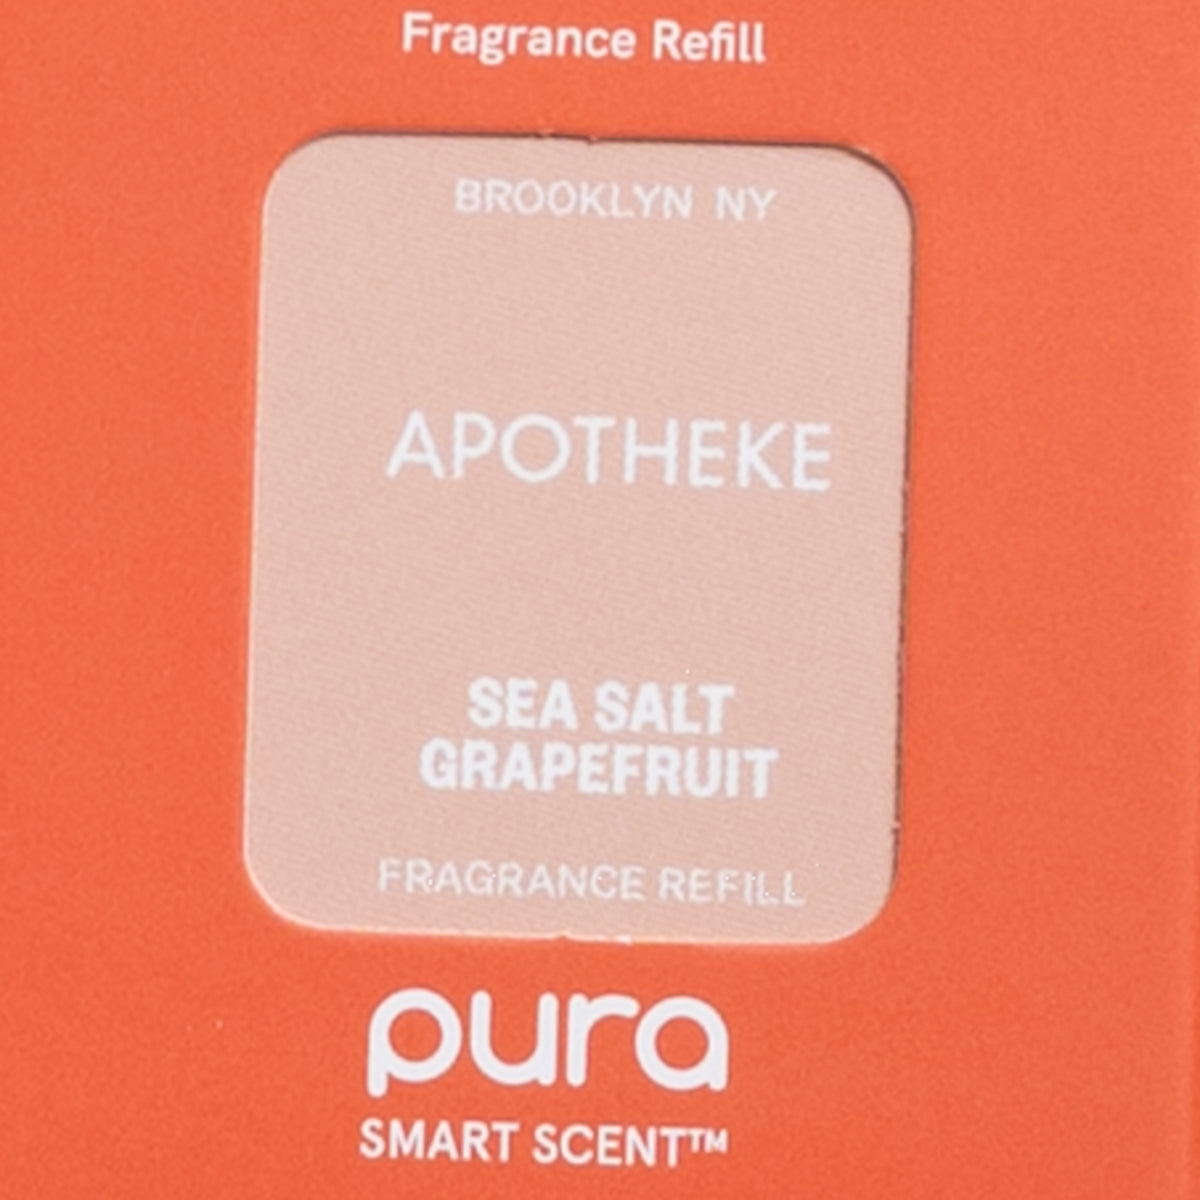 Fragrance Refill
BROOKLYN NY
APOTHEKE
SEA SALT
GRAPEFRUIT
FRAGRANCE REFILL
pura
SMART SCENT™